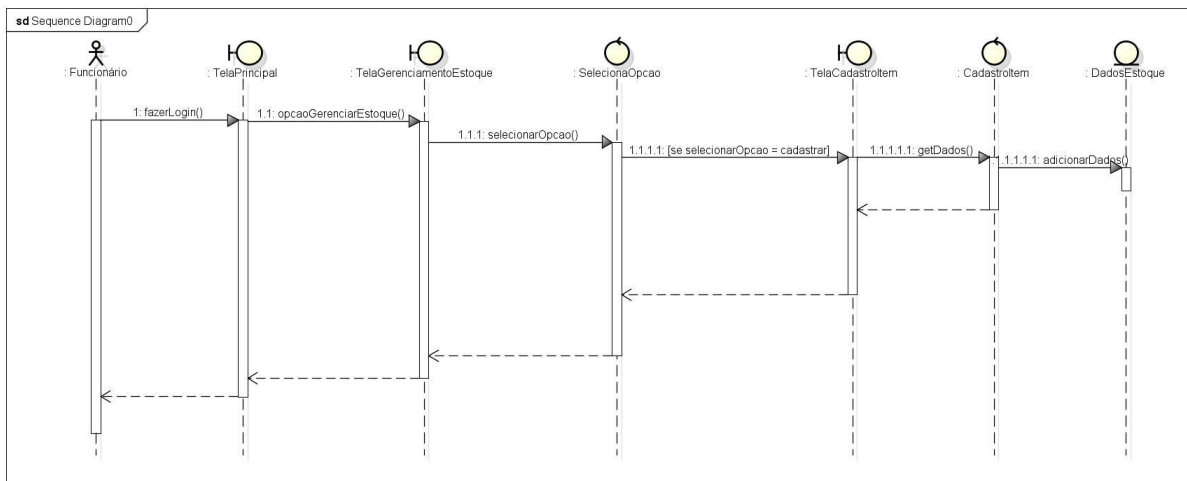 sd Sequence Diagram0
: Funcionário
: TelaPrincipal
: TelaGerenciamentoEstoque
: SelecionaOpcao
: TelaCadastroItem
: CadastroItem
: DadosEstoque
1: fazerLogin()
1.1: opcaoGerenciarEstoque()
1.1.1: selecionarOpcao()
1.1.1.1: [se selecionarOpcao = cadastrar]
1.1.1.1.1: getDados()
.1.1.1.1.1: adicionarDados()